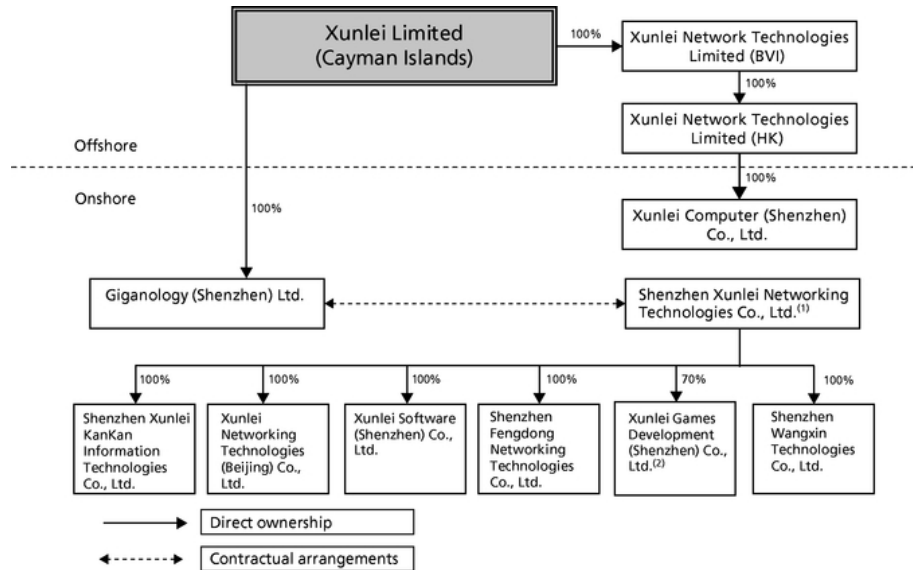 Xunlei Limited
(Cayman Islands)
100%
Xunlei Network Technologies
Limited (BVI)
100%
Xunlei Network Technologies
Limited (HK)
Offshore
100%
Onshore
100%
Xunlei Computer (Shenzhen)
Co., Ltd.
Giganology (Shenzhen) Ltd.
Shenzhen Xunlei Networking
Technologies Co., Ltd.(1)
100%
100%
100%
100%
70%
100%
Shenzhen Xunlei
KanKan
Information
Technologies
Co., Ltd.
Xunlei
Networking
Technologies
(Beijing) Co.,
Ltd.
Xunlei Software
(Shenzhen) Co.,
Ltd.
Shenzhen
Fengdong
Networking
Technologies
Co., Ltd.
Xunlei Games
Development
(Shenzhen) Co.,
Ltd.(2)
Shenzhen
Wangxin
Technologies
Co., Ltd.
Direct ownership
Contractual arrangements